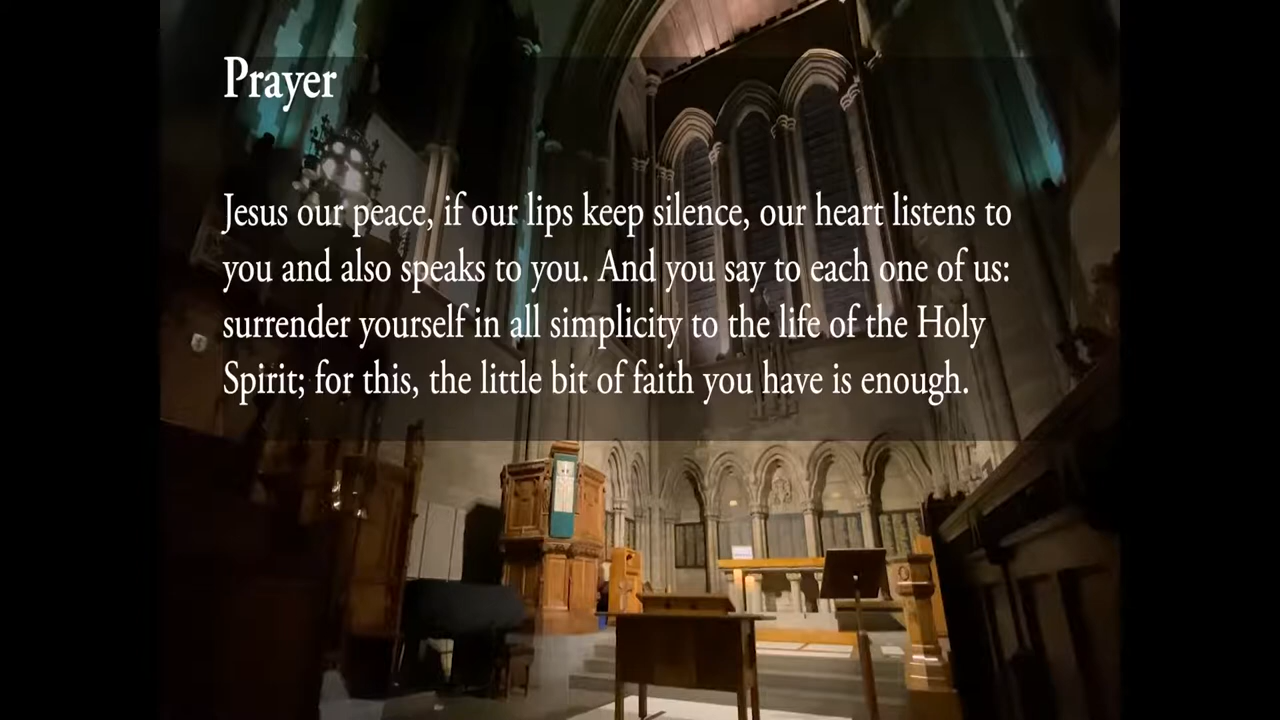 Prayer
Jesus our peace, if our lips keep silence, our heart listens to
you and also speaks to you. And you say to each one of us:
surrender yourself in all simplicity to the life of the Holy
Spirit; for this, the little bit of faith you have is enough.